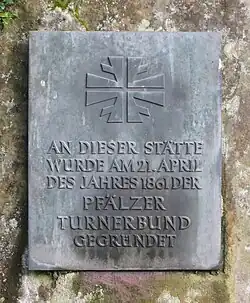 AN DIESER STÄTTE
WURDE AM 21. APRIL
DES JAHRES 1861 DER
PFÄLZER
TURNERBUND
GEGRÜNDET